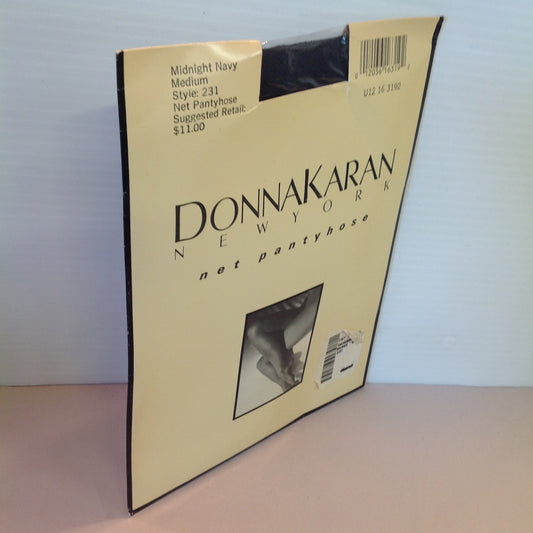 Midnight Navy
Medium
Style: 231
Net Pantyhose
Suggested Retail:
$11.00
U12 16 3192
DONNAKARAN
NEW YORK
net pantyhose